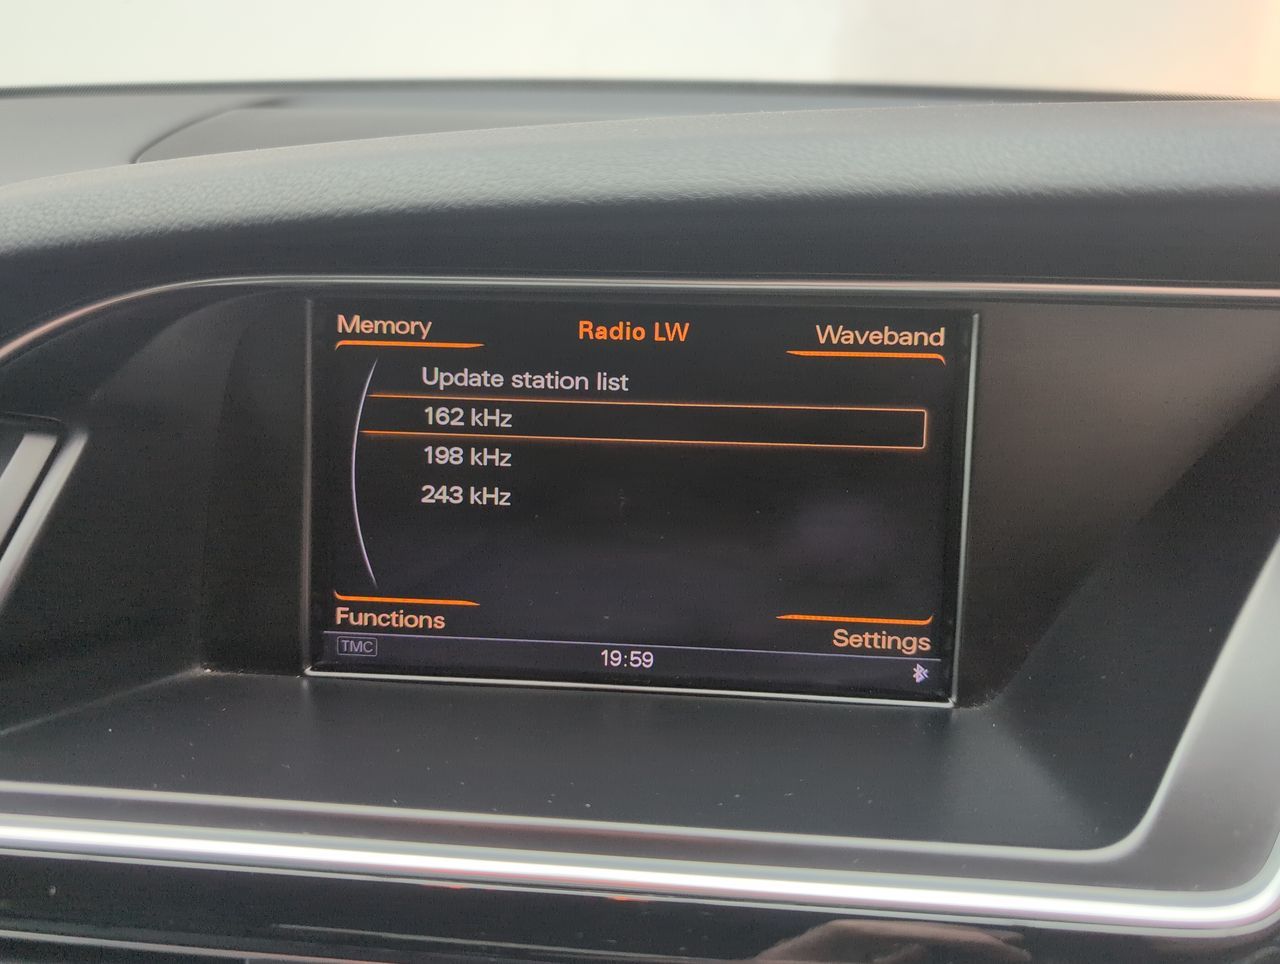 Memory
Radio LW
Waveband
Update station list
162 kHz
198 kHz
243 kHz
Functions
Settings
TMC
19:59